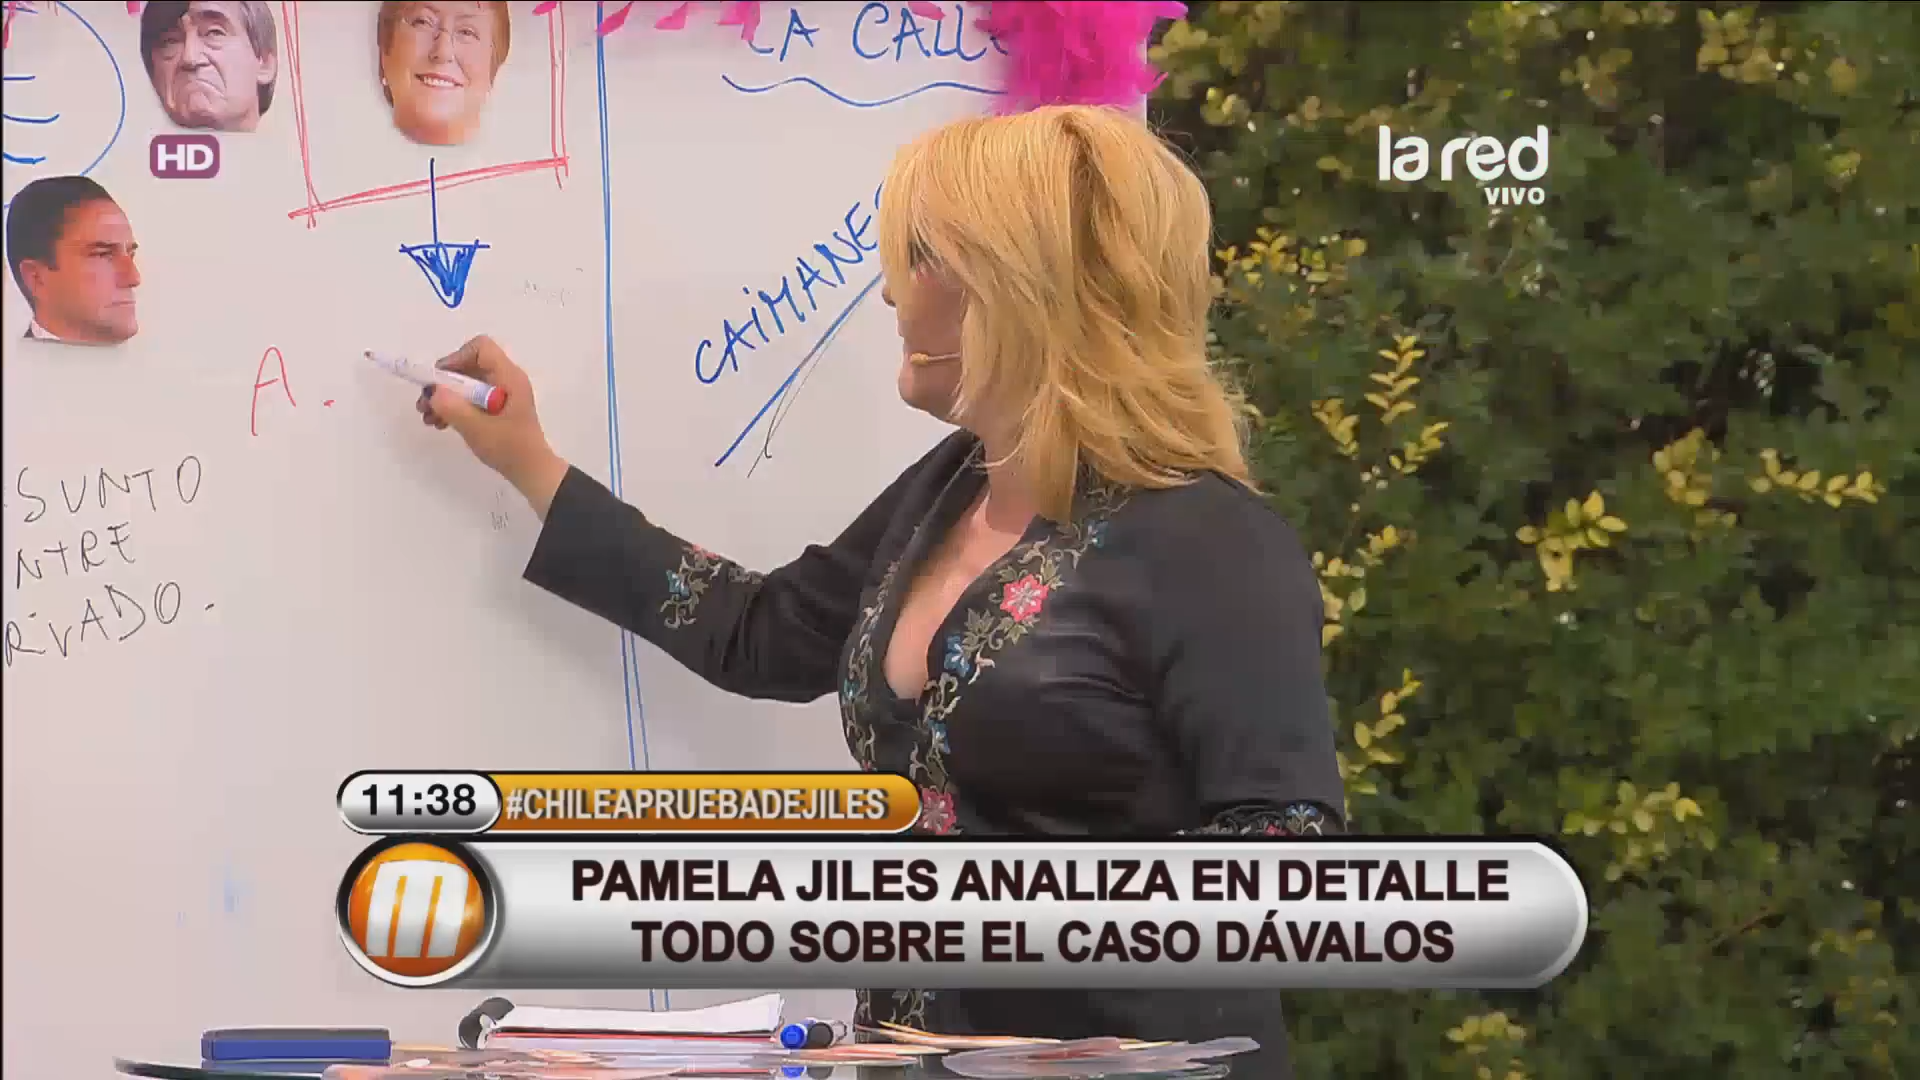 LA CALL
HD
la red
VIVO
CAIMANES
A.
SUNTO
NTRE
RIVADO.
11:38
#CHILEAPRUEBADEJILES
m
PAMELA JILES ANALIZA EN DETALLE
TODO SOBRE EL CASO DÁVALOS